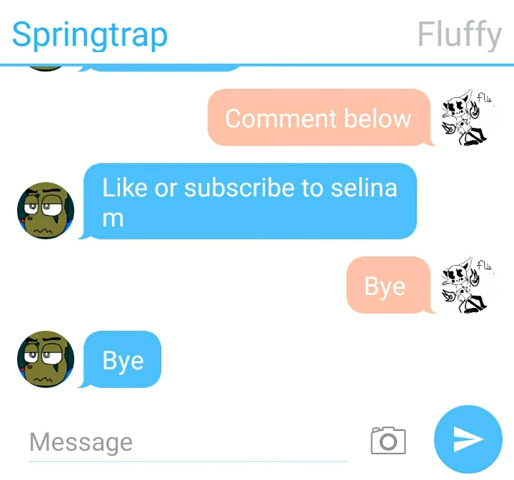 Springtrap
Fluffy
Comment below
Like or subscribe to selina
m
Bye
Bye
Message